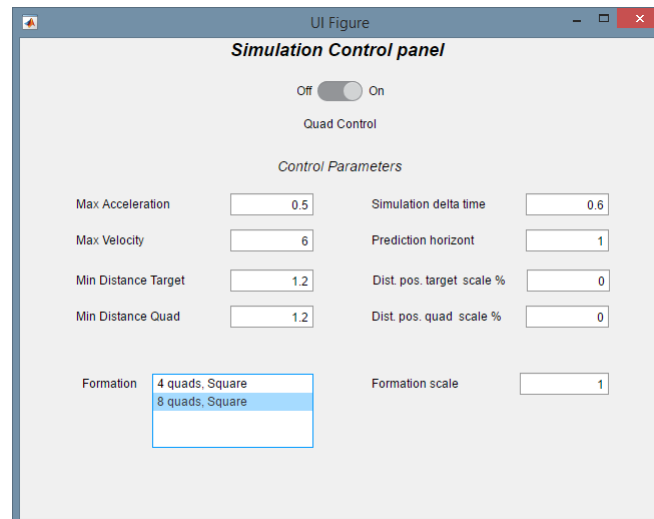 UI Figure
Simulation Control panel
Off On
Quad Control
Control Parameters
Max Acceleration 0.5 Simulation delta time 0.6
Max Velocity 6 Prediction horizont 1
Min Distance Target 1.2 Dist. pos. target scale % 0
Min Distance Quad 1.2 Dist. pos. quad scale % 0
Formation 4 quads, Square Formation scale 1
8 quads, Square